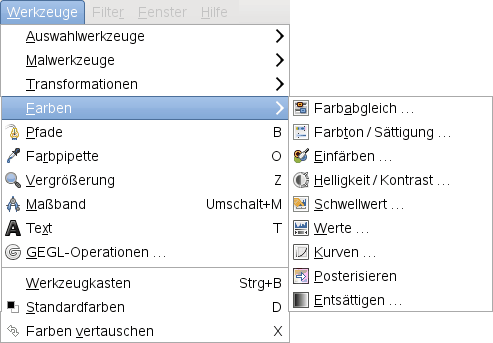 Werkzeuge Filter Fenster Hilfe
Auswahlwerkzeuge
Malwerkzeuge
Transformationen
Farben
Pfade B
Farbpipette O
Vergrößerung Z
Maßband Umschalt+M
Text T
GEGL-Operationen ...
Werkzeugkasten Strg+B
Standardfarben D
Farben vertauschen X
Farbabgleich ...
Farbton / Sättigung ...
Einfärben ...
Helligkeit / Kontrast ...
Schwellwert ...
Werte ...
Kurven ...
Posterisieren
Entsättigen ...